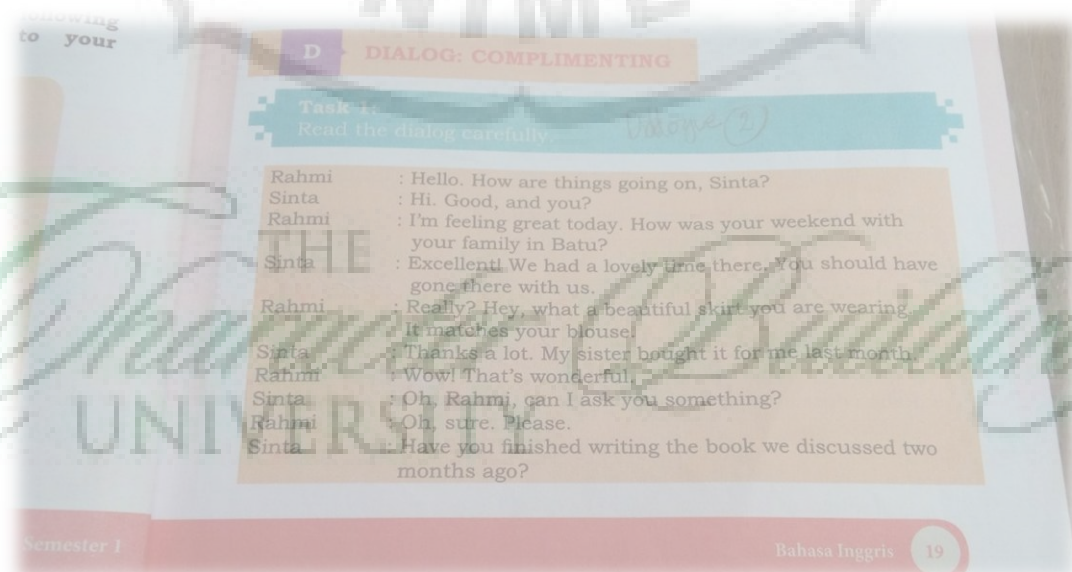 following
to your
D DIALOG: COMPLIMENTING
Task 1:
Read the dialog carefully.
Rahmi : Hello. How are things going on, Sinta?
Sinta : Hi. Good, and you?
Rahmi : I'm feeling great today. How was your weekend with
your family in Batu?
Sinta : Excellent! We had a lovely time there. You should have
gone there with us.
Rahmi : Really? Hey, what a beautiful skirt you are wearing.
It matches your blouse!
Sinta : Thanks a lot. My sister bought it for me last month.
Rahmi : Wow! That's wonderful.
Sinta : Oh, Rahmi, can I ask you something?
Rahmi : Oh, sure. Please.
Sinta : Have you finished writing the book we discussed two
months ago?
Semester 1
Bahasa Inggris 19
THE
Character Building
UNIVERSITY